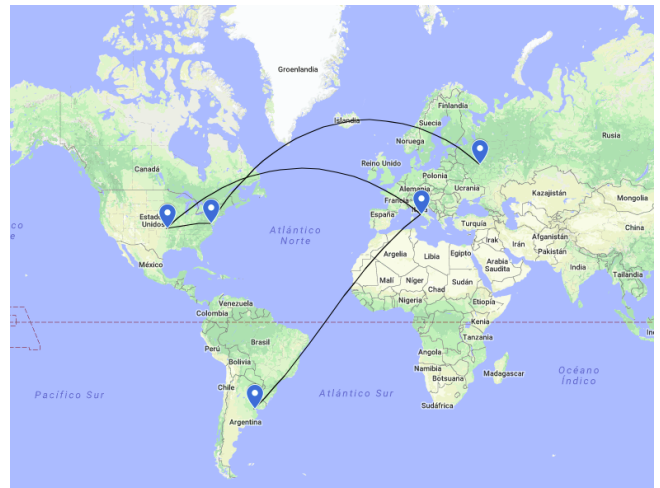 Groenlandia
Islandia
Finlandia
Suecia
Noruega
Rusia
Canadá
Reino Unido
Polonia
Alemania
Ucrania
Francia
Kazajistán
Mongolia
España
Estados
Unidos
Atlántico
Norte
Turquía
China
Irak
Irán
Afganistán
Pakistán
México
Argelia
Libia
Egipto
Arabia
Saudita
India
Tailandia
Malí
Níger
Chad
Sudán
Nigeria
Etiopía
Venezuela
Colombia
Kenia
Tanzania
Perú
Brasil
Bolivia
Angola
Namibia
Botsuana
Madagascar
Océano
Índico
Chile
Pacífico Sur
Atlántico Sur
Sudáfrica
Argentina